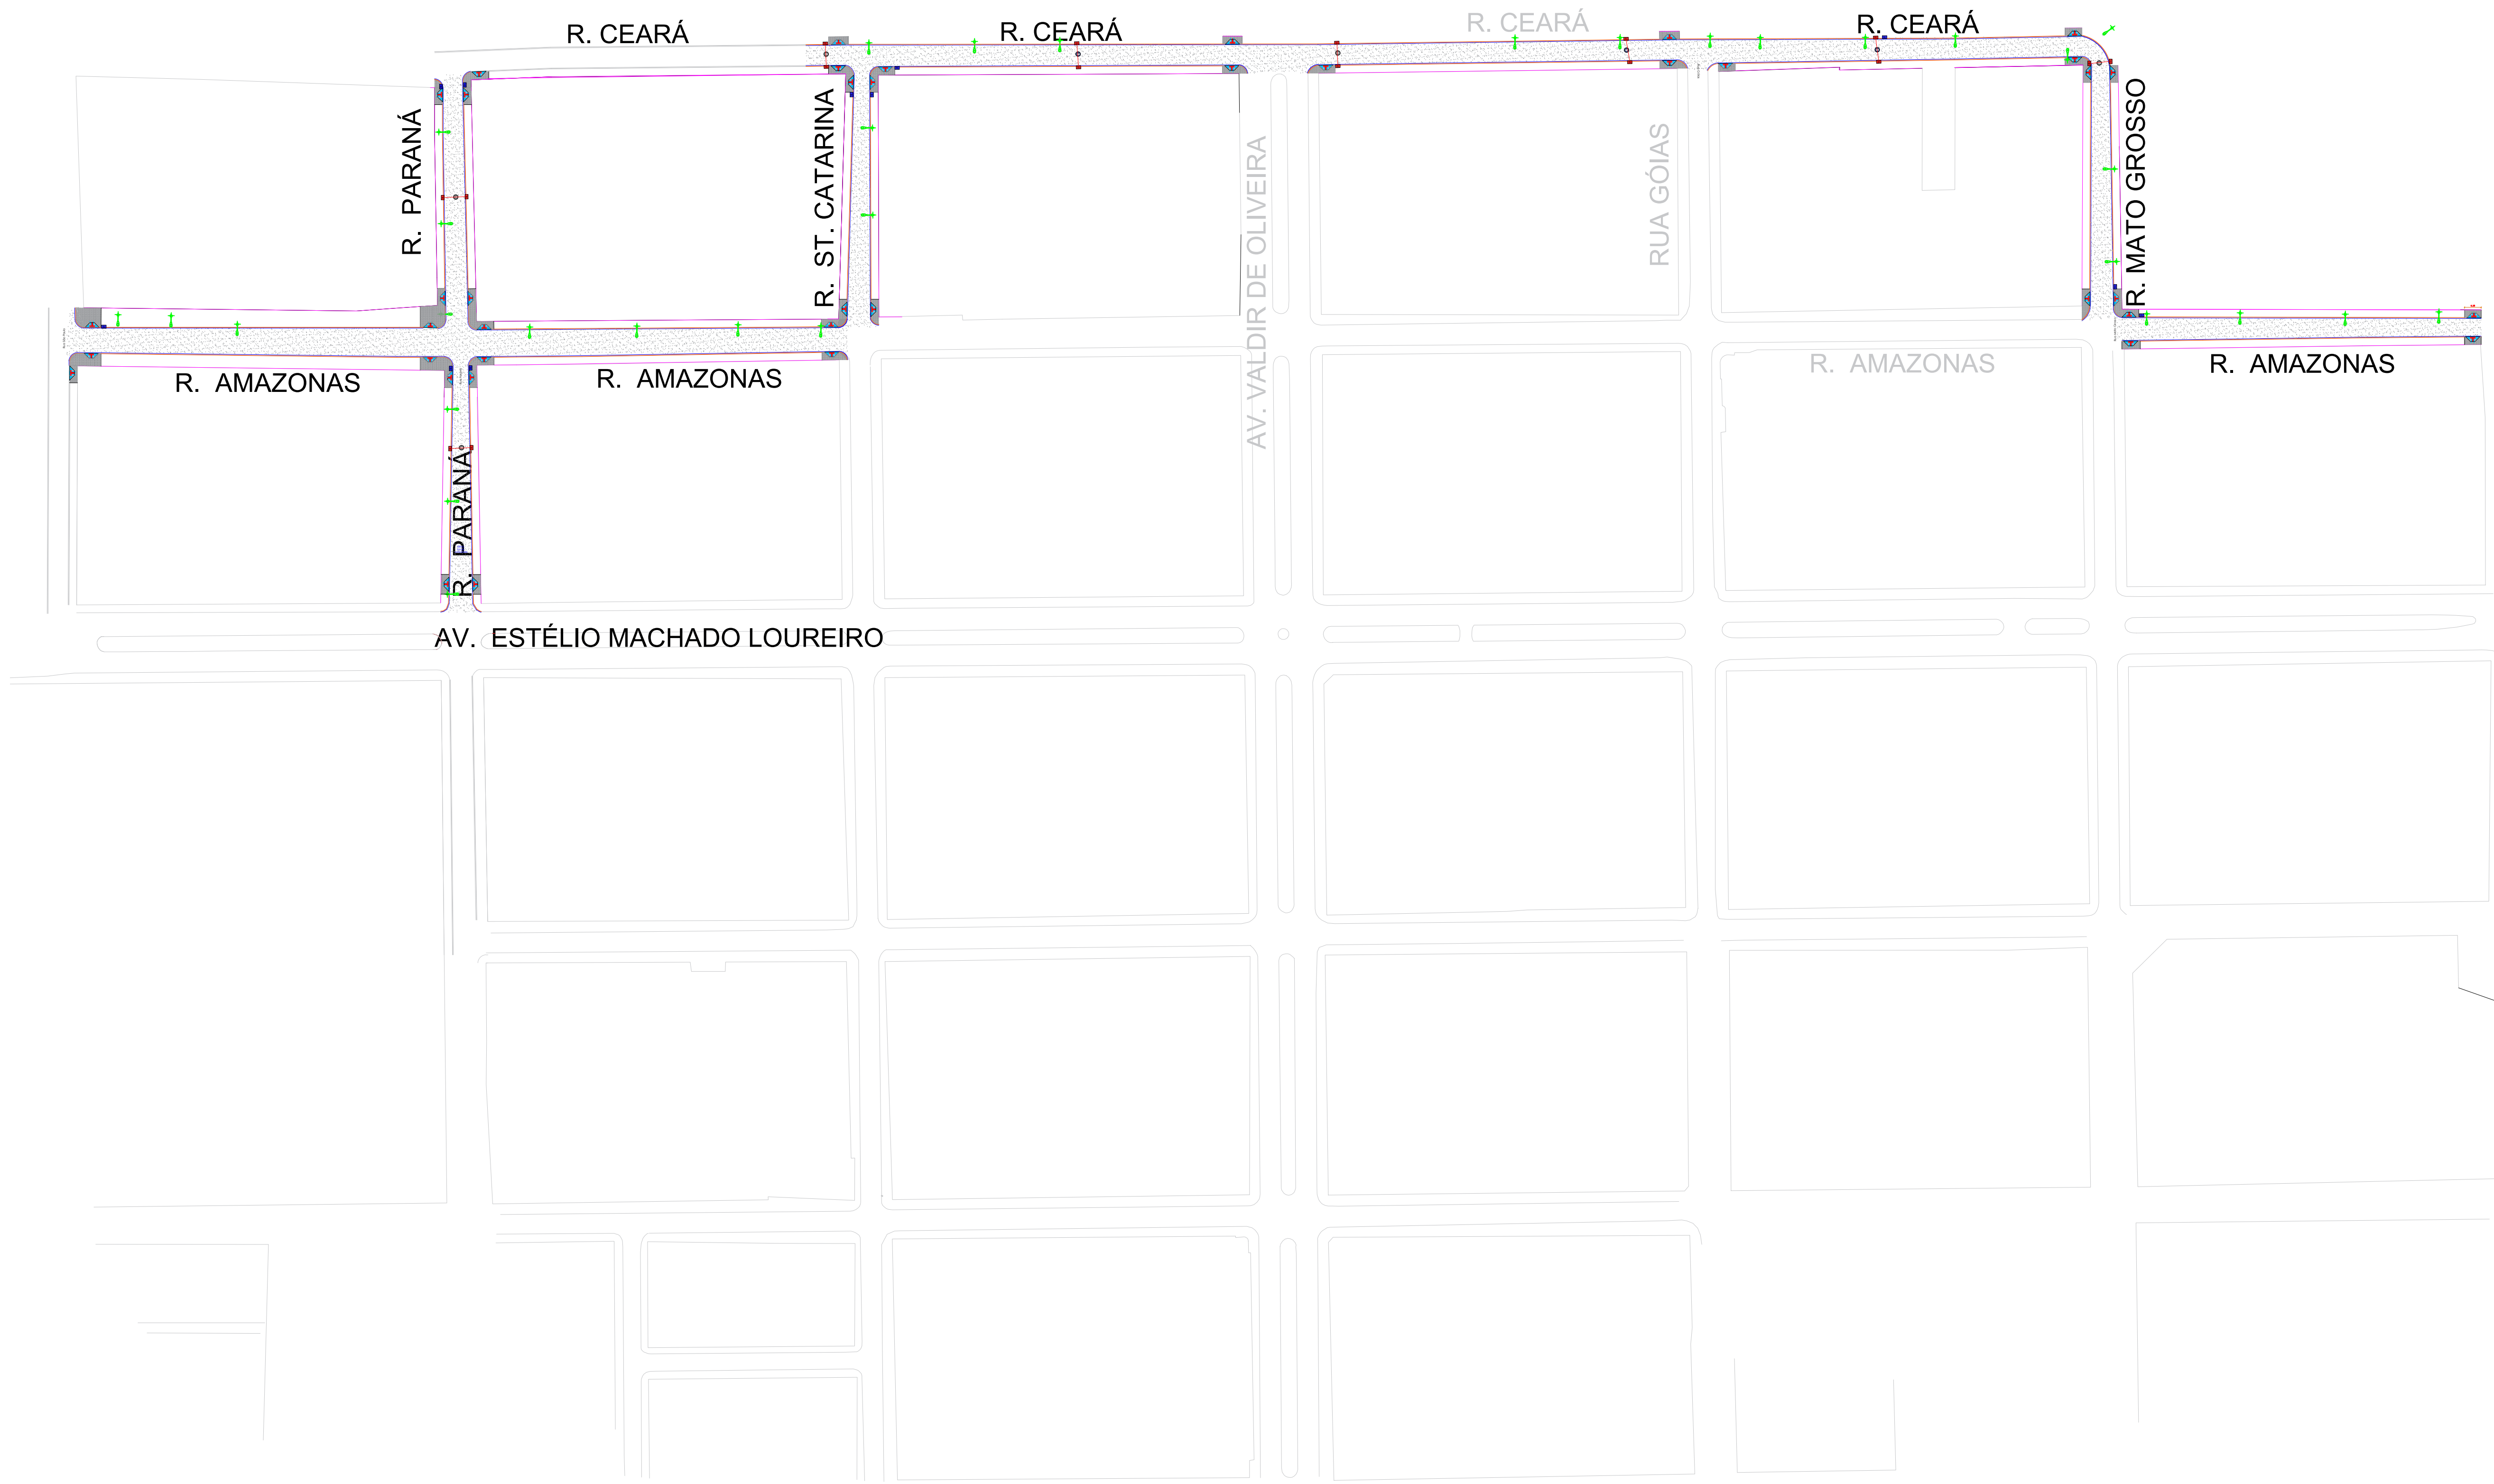 R. CEARÁ
R. CEARÁ
R. CEARÁ
R. CEARÁ
R. PARANÁ
R. ST. CATARINA
AV. VALDIR DE OLIVEIRA
RUA GÓIAS
R. MATO GROSSO
R. AMAZONAS
R. AMAZONAS
R. AMAZONAS
R. AMAZONAS
R. PARANÁ
AV. ESTÉLIO MACHADO LOUREIRO